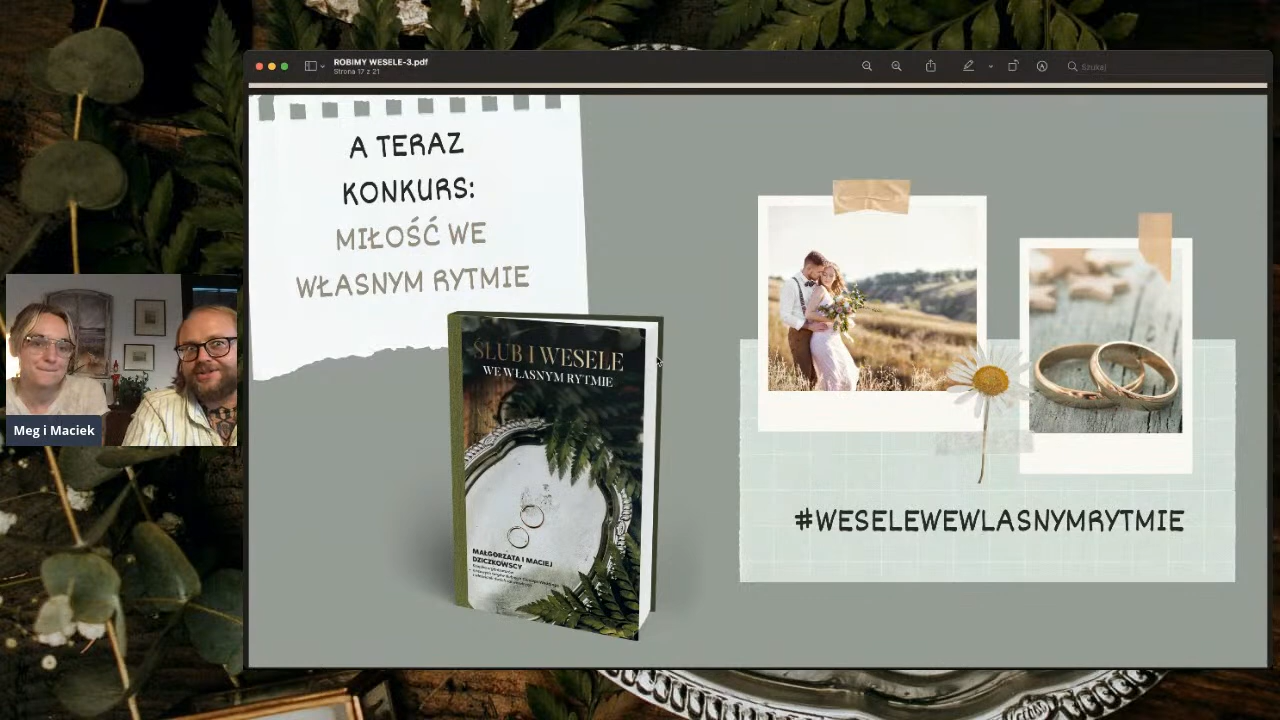 ROBIMY WESELE-3.pdf
Strona 17 z 21
Szukaj
A TERAZ
KONKURS:
MIŁOŚĆ WE
WŁASNYM RYTMIE
ŚLUB I WESELE
WE WŁASNYM RYTMIE
MAŁGORZATA I MACIEJ
DZICZKOWSCY
#WESELEWEWLASNYMRYTMIE
Meg i Maciek